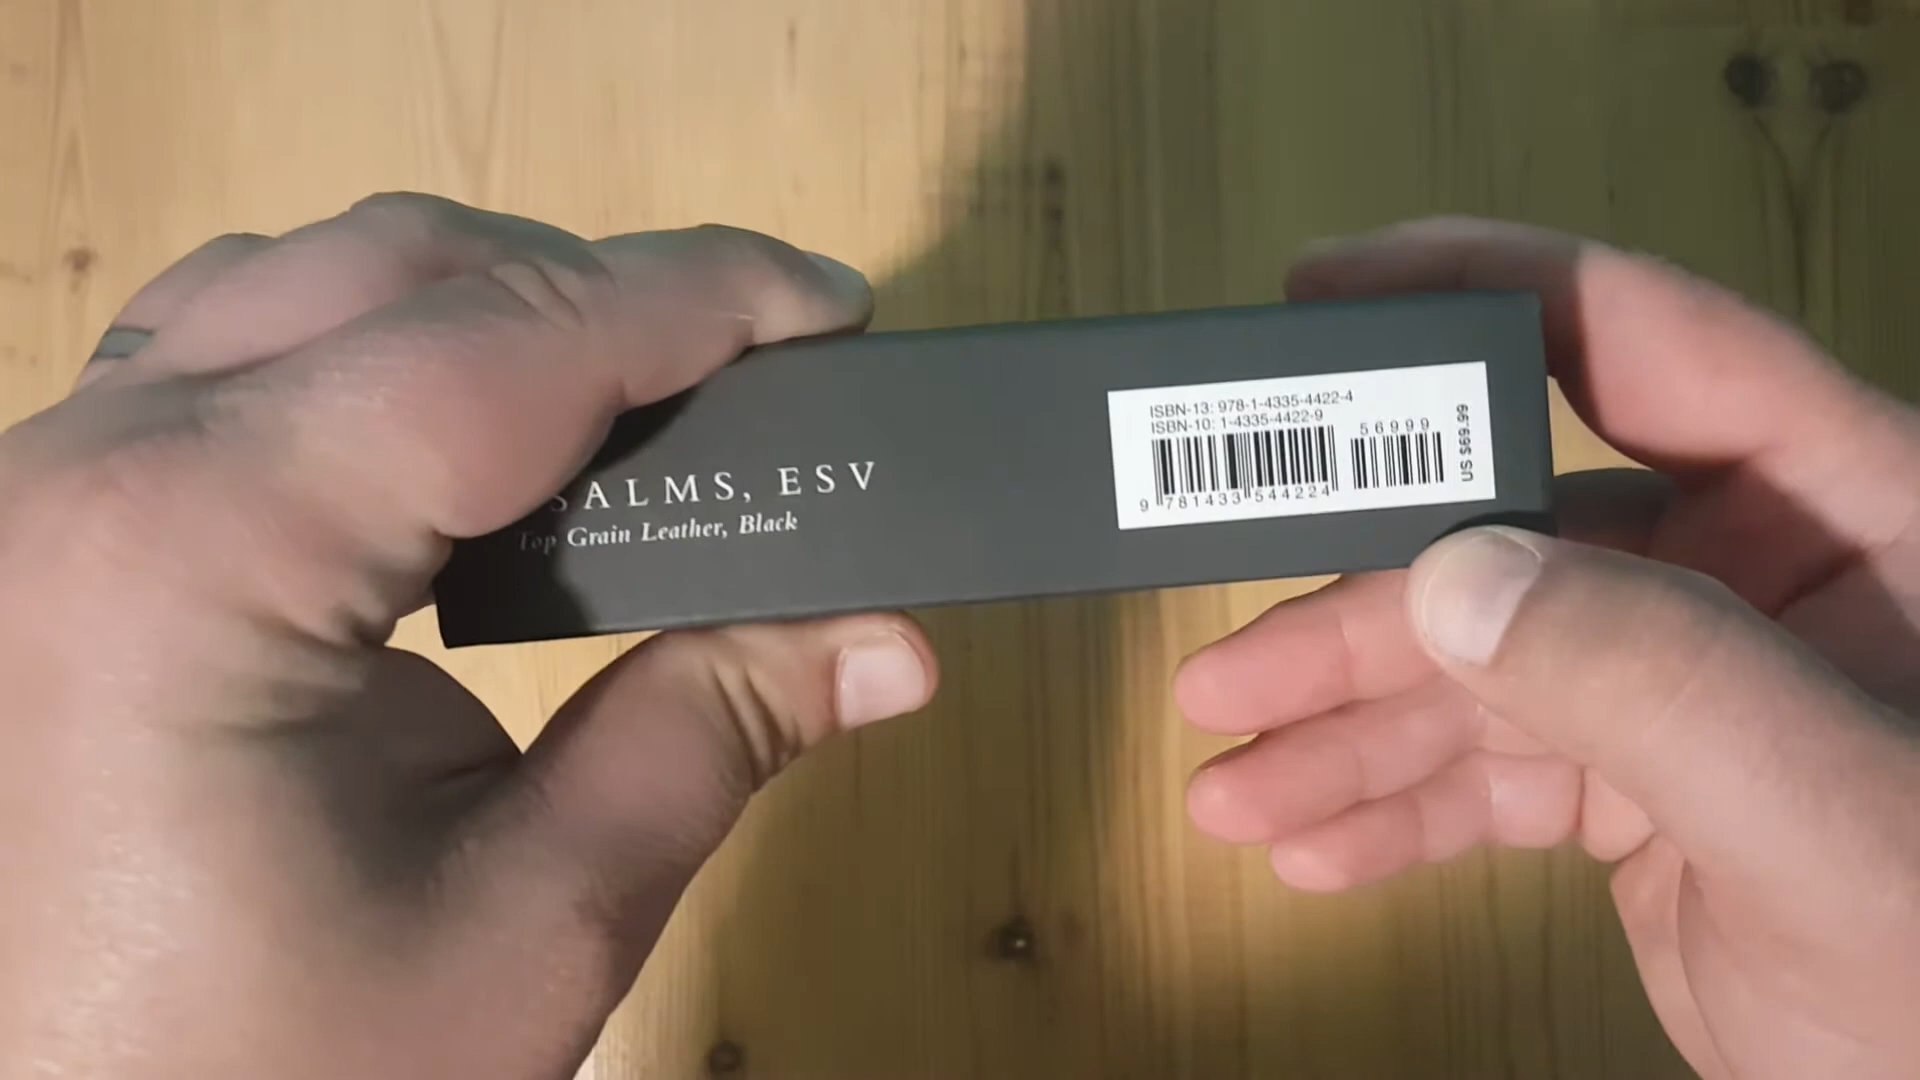 SALMS, ESV
Top Grain Leather, Black
ISBN-13: 978-1-4335-4422-4
ISBN-10: 1-4335-4422-9
56999
9 781433 544224
US $69.99